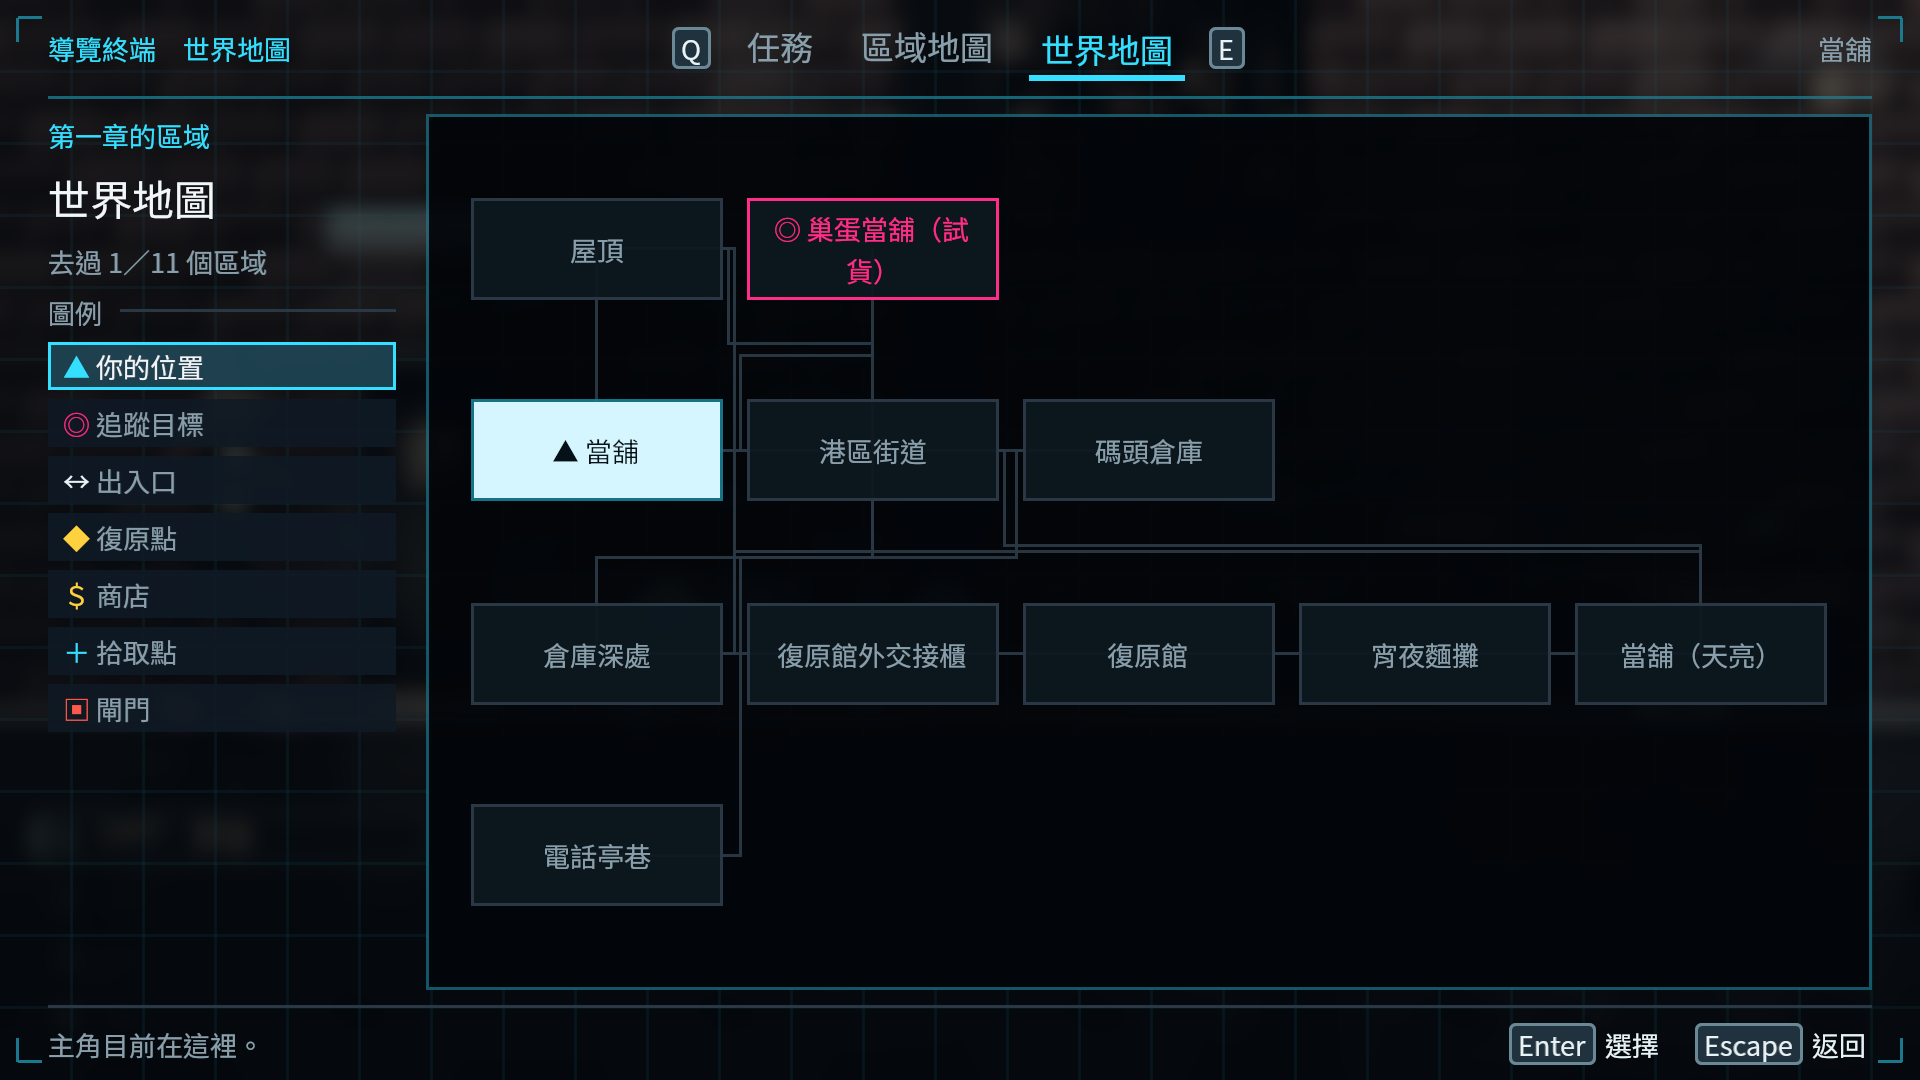 導覽終端 世界地圖
Q 任務 區域地圖 世界地圖 E
當舖
第一章的區域
世界地圖
去過 1／11 個區域
圖例
▲ 你的位置
◎ 追蹤目標
↔ 出入口
◆ 復原點
$ 商店
＋ 拾取點
▣ 閘門
屋頂
◎ 巢蛋當舖（試
貨）
▲ 當舖
港區街道
碼頭倉庫
倉庫深處
復原館外交接櫃
復原館
宵夜麵攤
當舖（天亮）
電話亭巷
主角目前在這裡。
Enter 選擇 Escape 返回